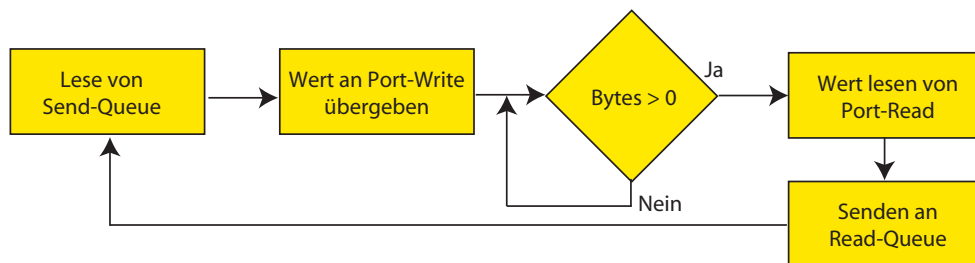 Lese von
Send-Queue
Wert an Port-Write
übergeben
Bytes > 0
Ja
Nein
Wert lesen von
Port-Read
Senden an
Read-Queue